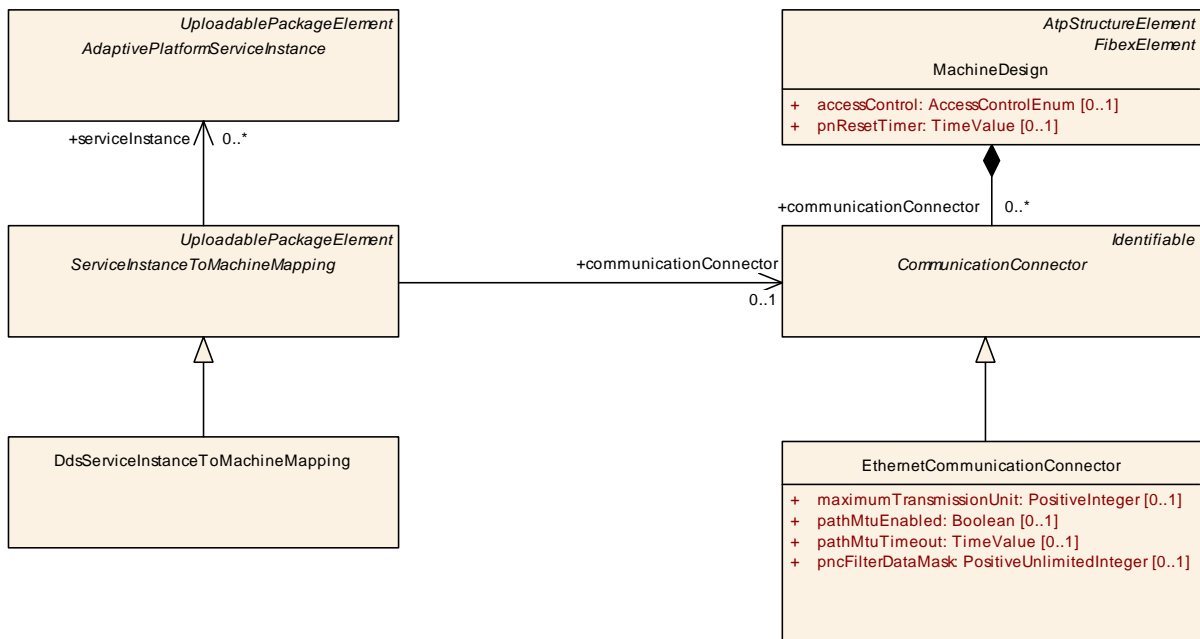 UploadablePackageElement
AdaptivePlatformServiceInstance
+serviceInstance 0..*
UploadablePackageElement
ServiceInstanceToMachineMapping
+communicationConnector
0..1
DdsServiceInstanceToMachineMapping
AtpStructureElement
FibexElement
MachineDesign
+ accessControl: AccessControlEnum [0..1]
+ pnResetTimer: TimeValue [0..1]
+communicationConnector 0..*
Identifiable
CommunicationConnector
EthernetCommunicationConnector
+ maximumTransmissionUnit: PositiveInteger [0..1]
+ pathMtuEnabled: Boolean [0..1]
+ pathMtuTimeout: TimeValue [0..1]
+ pncFilterDataMask: PositiveUnlimitedInteger [0..1]